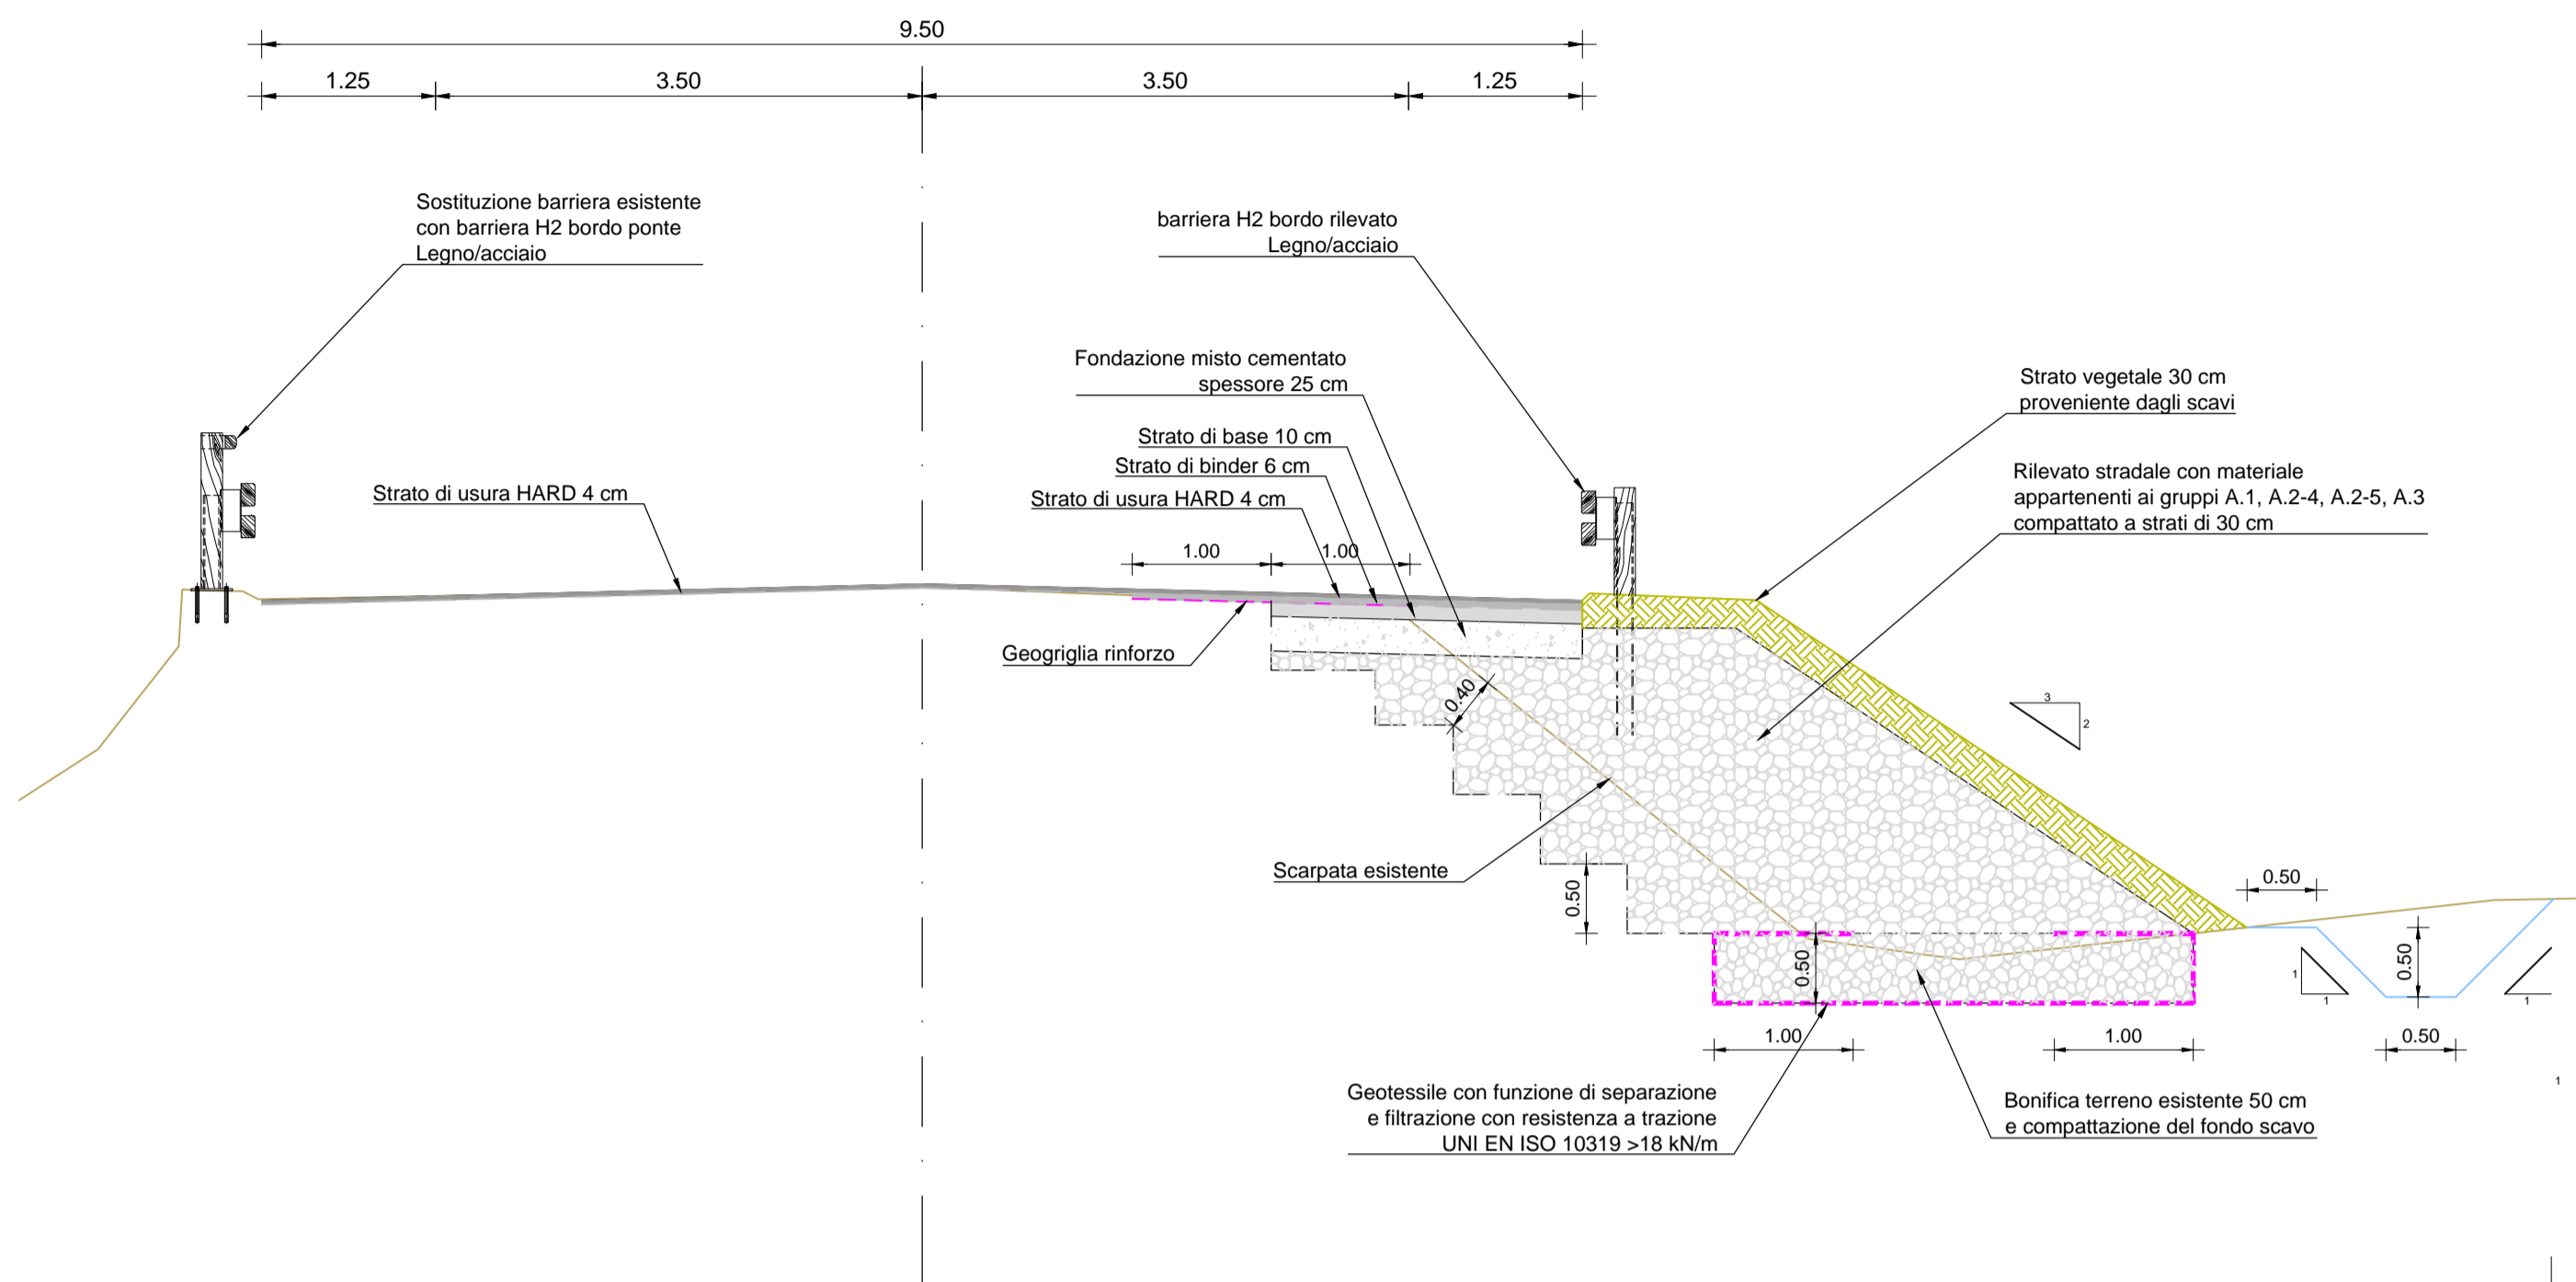 9.50
1.25
3.50
3.50
1.25
Sostituzione barriera esistente
con barriera H2 bordo ponte
Legno/acciaio
barriera H2 bordo rilevato
Legno/acciaio
Fondazione misto cementato
spessore 25 cm
Strato di base 10 cm
Strato di binder 6 cm
Strato di usura HARD 4 cm
Strato di usura HARD 4 cm
Strato vegetale 30 cm
proveniente dagli scavi
Rilevato stradale con materiale
appartenenti ai gruppi A.1, A.2-4, A.2-5, A.3
compattato a strati di 30 cm
1.00
1.00
Geogriglia rinforzo
0.40
3
2
Scarpata esistente
0.50
0.50
0.50
0.50
1
1
1
1.00
1.00
0.50
1
Geotessile con funzione di separazione
e filtrazione con resistenza a trazione
UNI EN ISO 10319 >18 kN/m
Bonifica terreno esistente 50 cm
e compattazione del fondo scavo